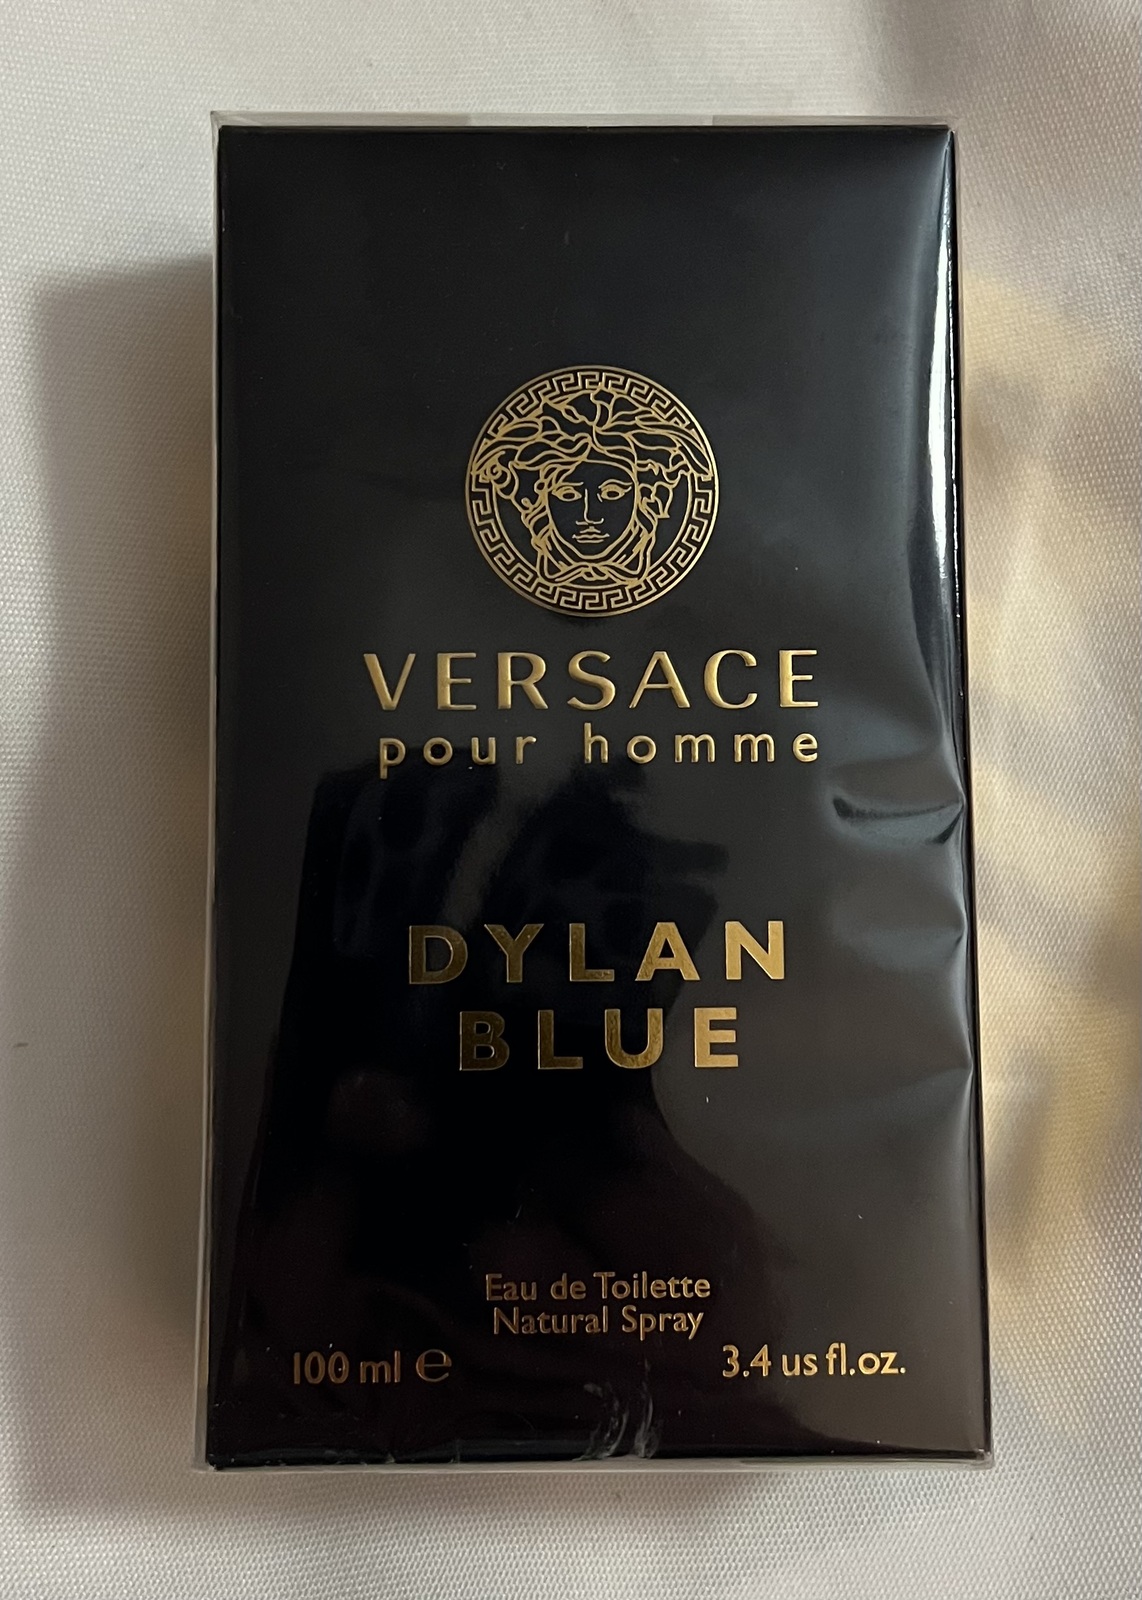 VERSACE
pour homme
DYLAN
BLUE
Eau de Toilette
Natural Spray
100 ml ℮
3.4 us fl.oz.